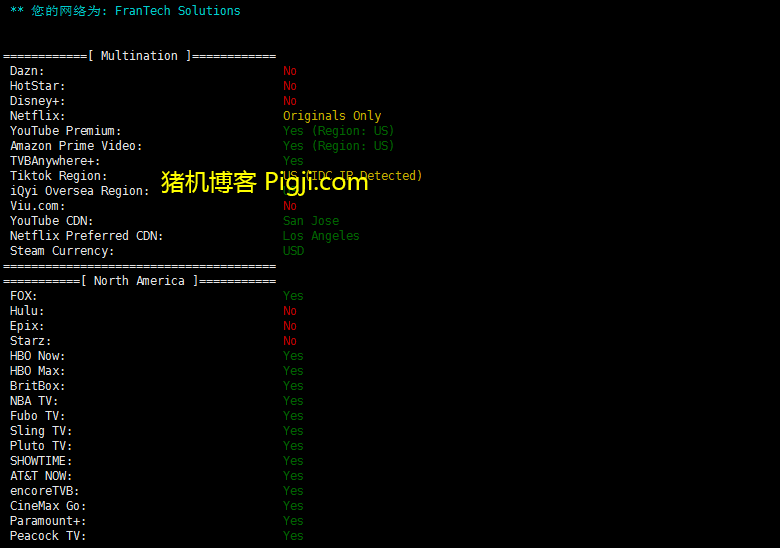 ** 您的网络为: FranTech Solutions
============[ Multination ]============
Dazn: No
HotStar: No
Disney+: No
Netflix: Originals Only
YouTube Premium: Yes (Region: US)
Amazon Prime Video: Yes (Region: US)
TVBAnywhere+: Yes
Tiktok Region: US (IDC IP Detected)
猪机博客 Pigji.com
iQyi Oversea Region:
Viu.com: No
YouTube CDN: San Jose
Netflix Preferred CDN: Los Angeles
Steam Currency: USD
=======================================
===========[ North America ]===========
FOX: Yes
Hulu: No
Epix: No
Starz: No
HBO Now: Yes
HBO Max: Yes
BritBox: Yes
NBA TV: Yes
Fubo TV: Yes
Sling TV: Yes
Pluto TV: Yes
SHOWTIME: Yes
AT&T NOW: Yes
encoreTVB: Yes
CineMax Go: Yes
Paramount+: Yes
Peacock TV: Yes